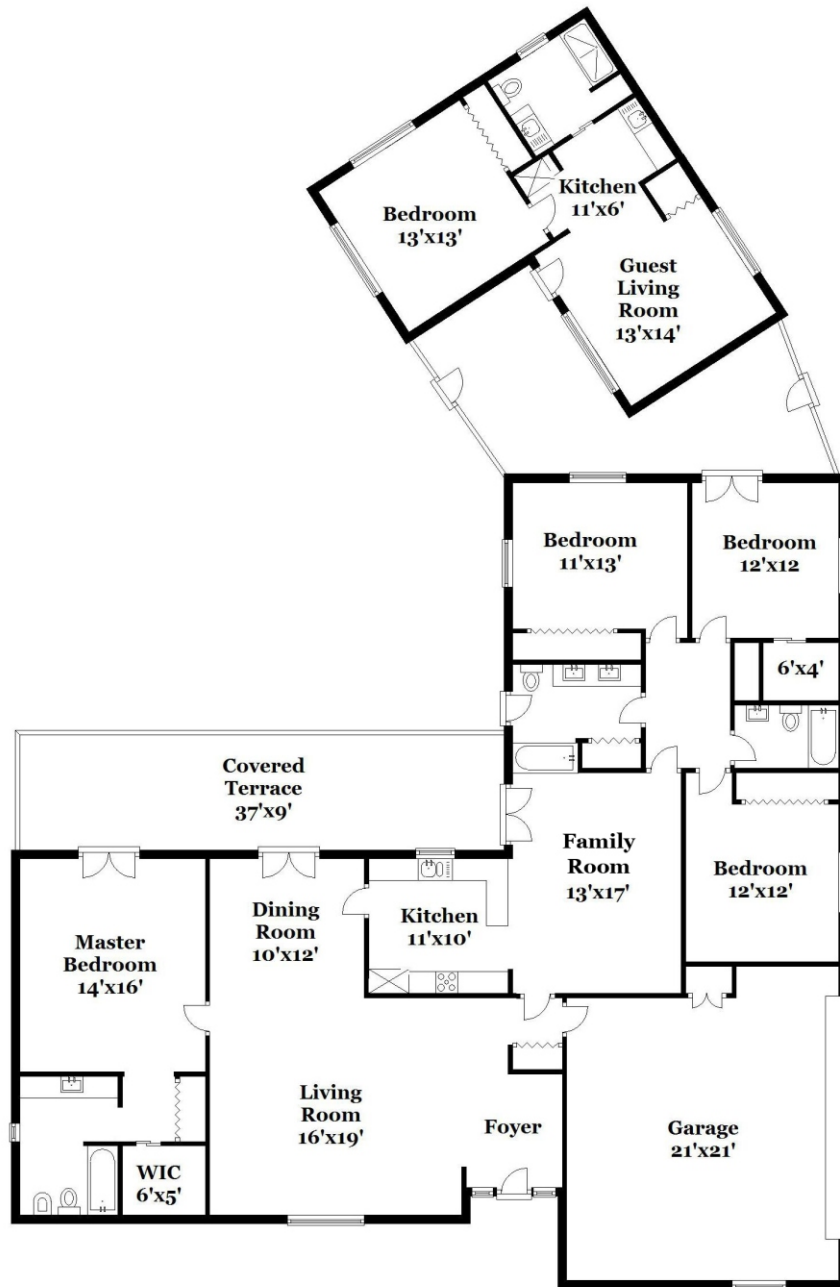 Bedroom
13'x13'
Kitchen
11'x6'
Guest
Living
Room
13'x14'
Bedroom
11'x13'
Bedroom
12'x12
6'x4'
Covered
Terrace
37'x9'
Family
Room
13'x17'
Bedroom
12'x12'
Dining
Room
10'x12'
Kitchen
11'x10'
Master
Bedroom
14'x16'
Living
Room
16'x19'
Foyer
Garage
21'x21'
WIC
6'x5'